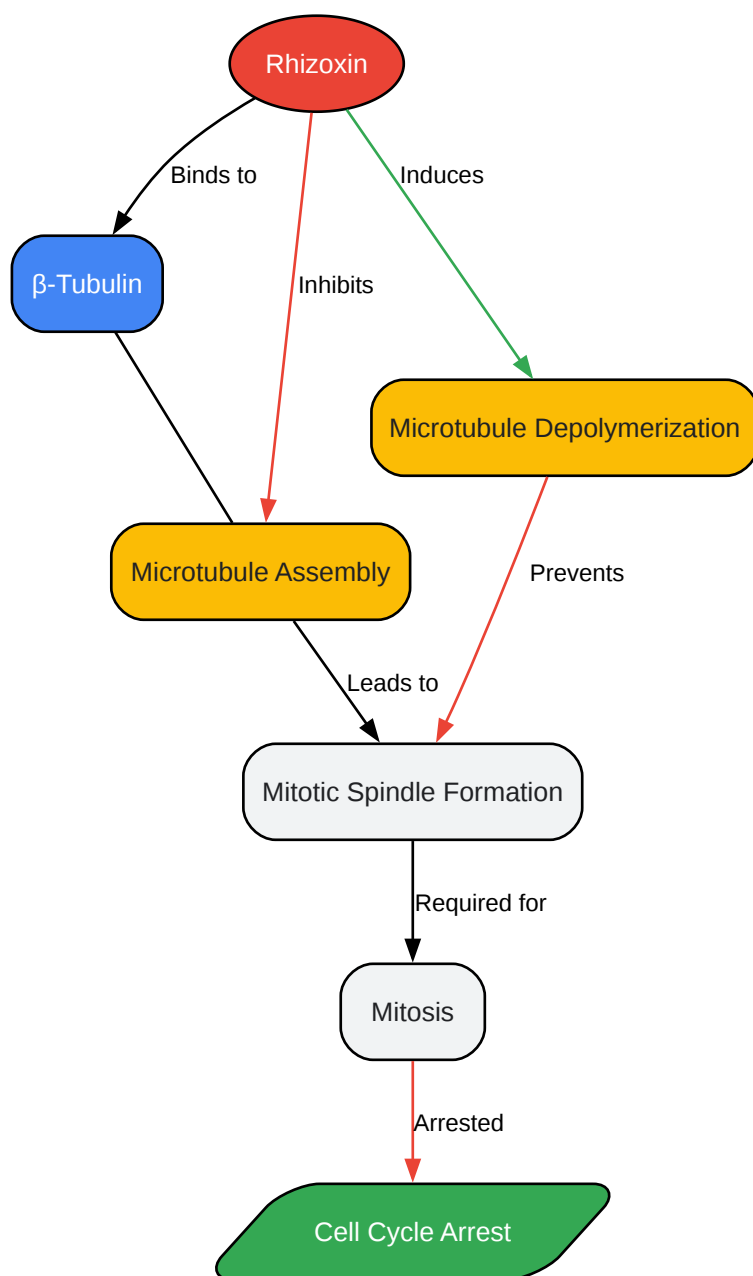 Rhizoxin
Binds to
Induces
β-Tubulin
Inhibits
Microtubule Depolymerization
Microtubule Assembly
Prevents
Leads to
Mitotic Spindle Formation
Required for
Mitosis
Arrested
Cell Cycle Arrest